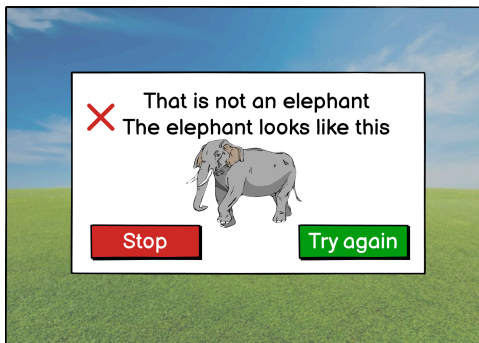 That is not an elephant
The elephant looks like this
Stop
Try again